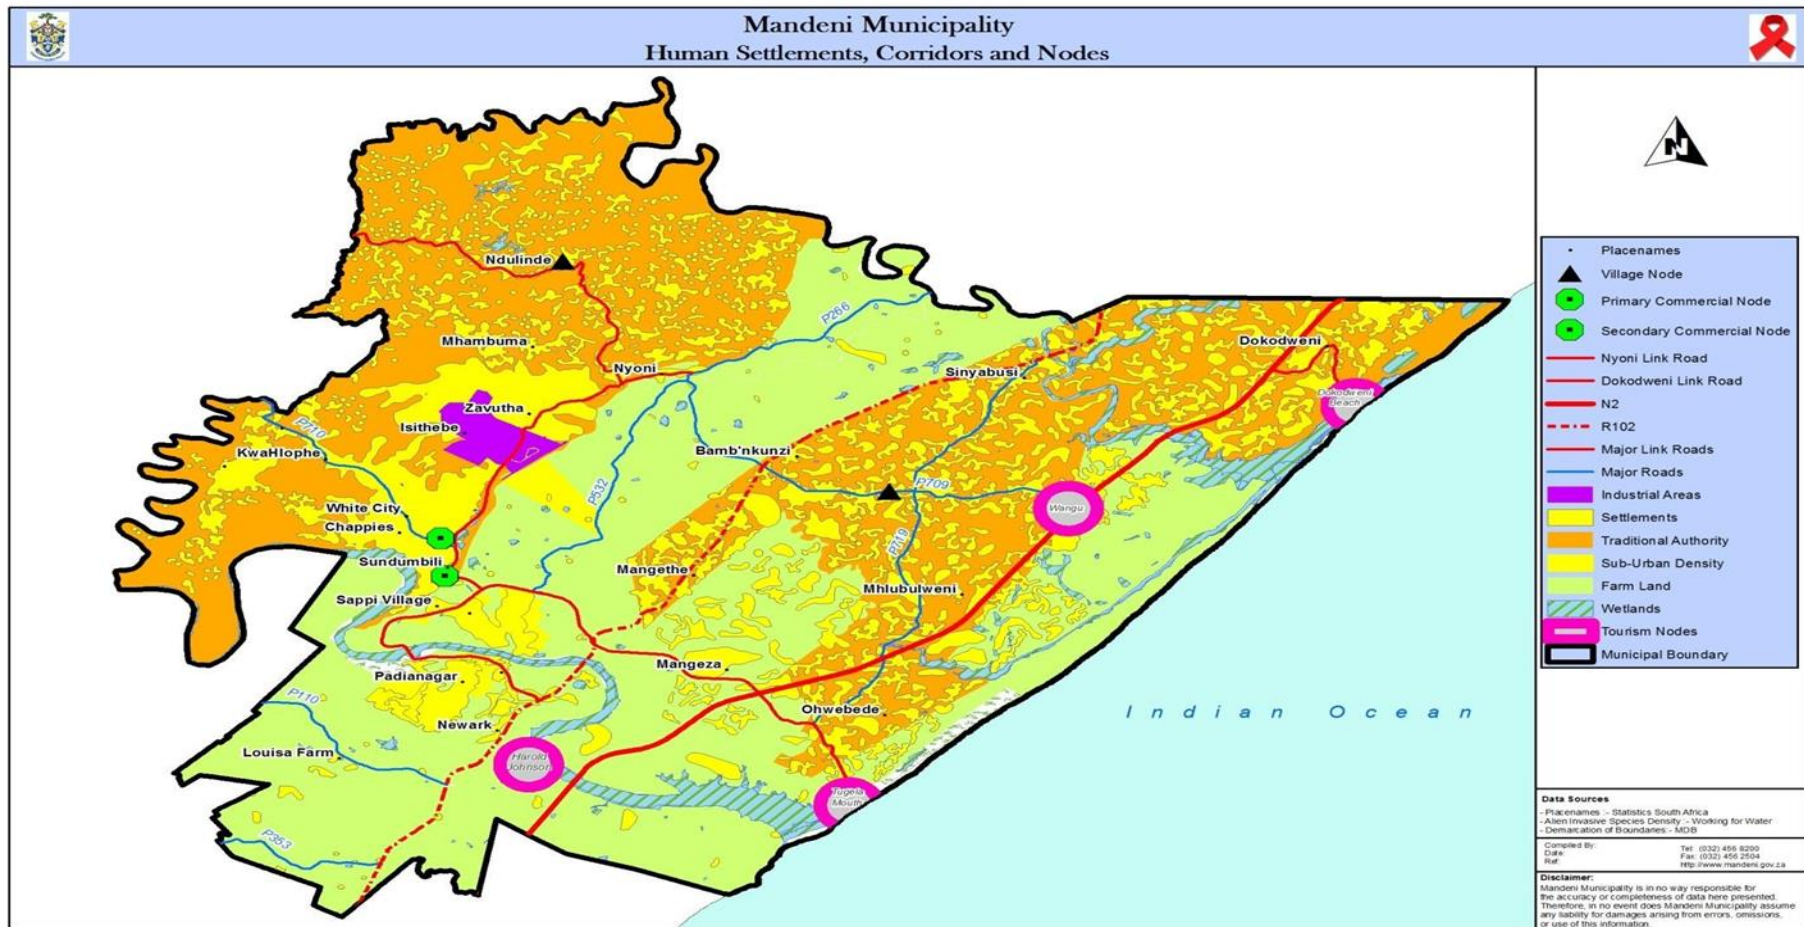 Mandeni Municipality
Human Settlements, Corridors and Nodes
N
Ndulinde
P266
Mhambuma
Nyoni
Dokodweni
Sinyabusi
Dokodweni
Beach
Zavutha
Isithebe
P710
KwaHlophe
Bamb'nkunzi
P532
P709
White City
Wangu
Chappies
P719
Sundumbili
Mangethe
Mhlubulweni
Sappi Village
Mangeza
Padianagar
P110
Ohwebede
Newark
Louisa Farm
Harold
Johnson
Tugela
Mouth
P353
Indian Ocean
Placenames
Village Node
Primary Commercial Node
Secondary Commercial Node
Nyoni Link Road
Dokodweni Link Road
N2
R102
Major Link Roads
Major Roads
Industrial Areas
Settlements
Traditional Authority
Sub-Urban Density
Farm Land
Wetlands
Tourism Nodes
Municipal Boundary
Data Sources
- Placenames :- Statistics South Africa
- Alien Invasive Species Density :- Working for Water
- Demarcation of Boundaries:- MDB
Compiled By:
Date:
Ref:
Tel: (032) 456 8200
Fax: (032) 456 2504
http://www.mandeni.gov.za
Disclaimer:
Mandeni Municipality is in no way responsible for
the accuracy or completeness of data here presented.
Therefore, in no event does Mandeni Municipality assume
any liability for damages arising from errors, omissions,
or use of this information.